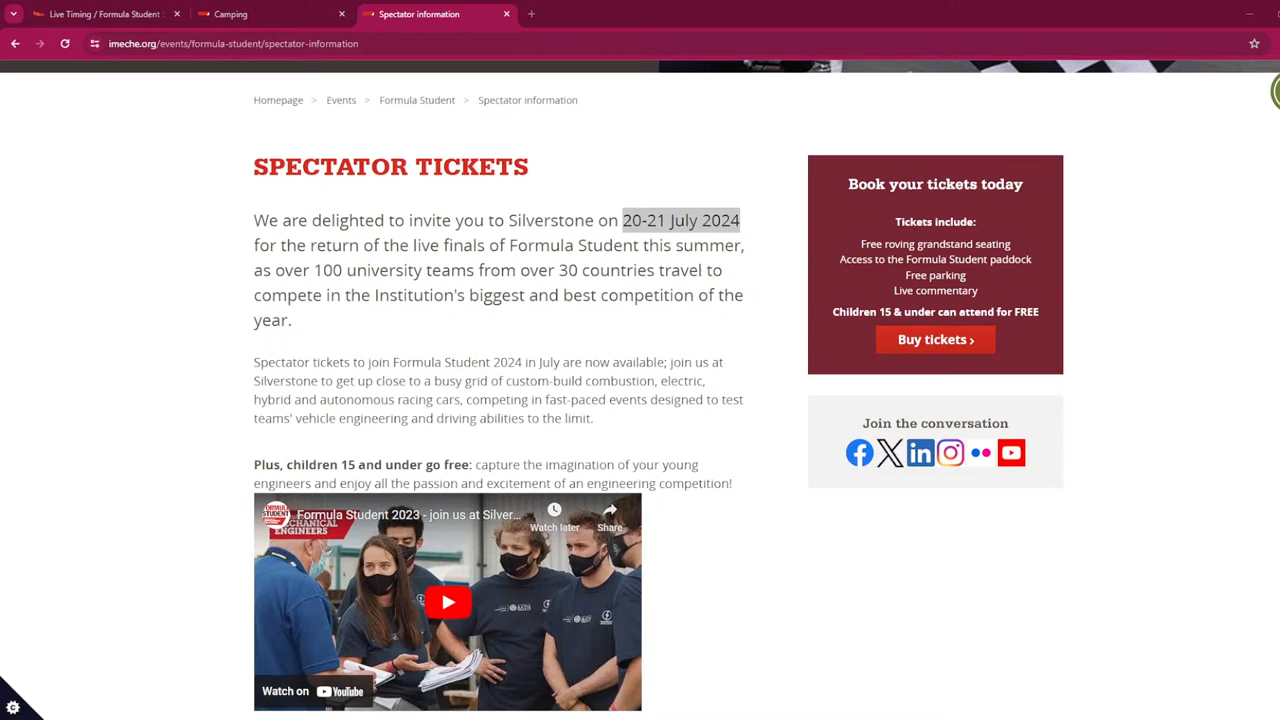 Live Timing / Formula Student
Camping
Spectator information
imeche.org/events/formula-student/spectator-information
Homepage > Events > Formula Student > Spectator information
SPECTATOR TICKETS
We are delighted to invite you to Silverstone on 20-21 July 2024
for the return of the live finals of Formula Student this summer,
as over 100 university teams from over 30 countries travel to
compete in the Institution's biggest and best competition of the
year.
Spectator tickets to join Formula Student 2024 in July are now available; join us at
Silverstone to get up close to a busy grid of custom-build combustion, electric,
hybrid and autonomous racing cars, competing in fast-paced events designed to test
teams' vehicle engineering and driving abilities to the limit.
Plus, children 15 and under go free: capture the imagination of your young
engineers and enjoy all the passion and excitement of an engineering competition!
Formula Student 2023 - join us at Silver...
Watch later
Share
MECHANICAL
ENGINEERS
Watch on YouTube
Book your tickets today
Tickets include:
Free roving grandstand seating
Access to the Formula Student paddock
Free parking
Live commentary
Children 15 & under can attend for FREE
Buy tickets ›
Join the conversation